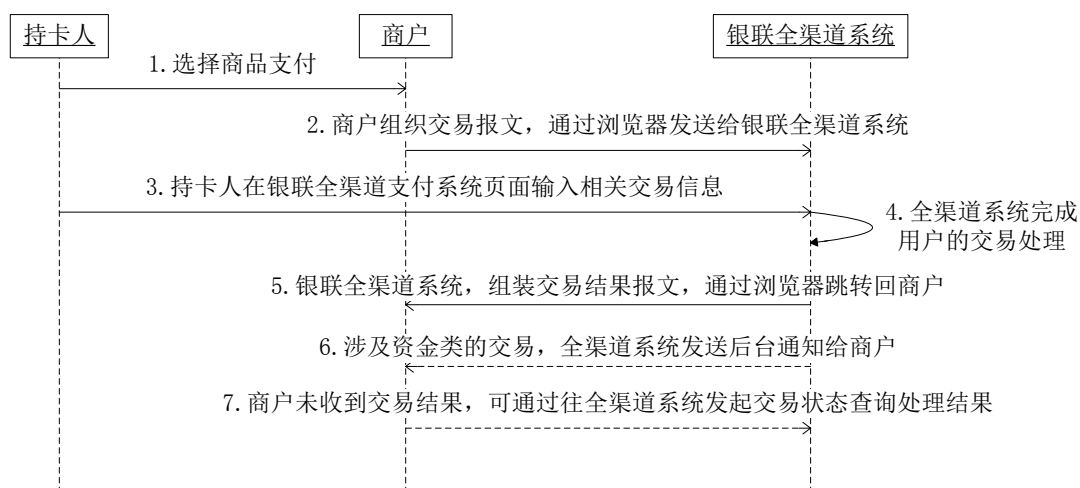 持卡人
商户
银联全渠道系统
1.选择商品支付
2.商户组织交易报文，通过浏览器发送给银联全渠道系统
3.持卡人在银联全渠道支付系统页面输入相关交易信息
4.全渠道系统完成
用户的交易处理
5.银联全渠道系统，组装交易结果报文，通过浏览器跳转回商户
6.涉及资金类的交易，全渠道系统发送后台通知给商户
7.商户未收到交易结果，可通过往全渠道系统发起交易状态查询处理结果